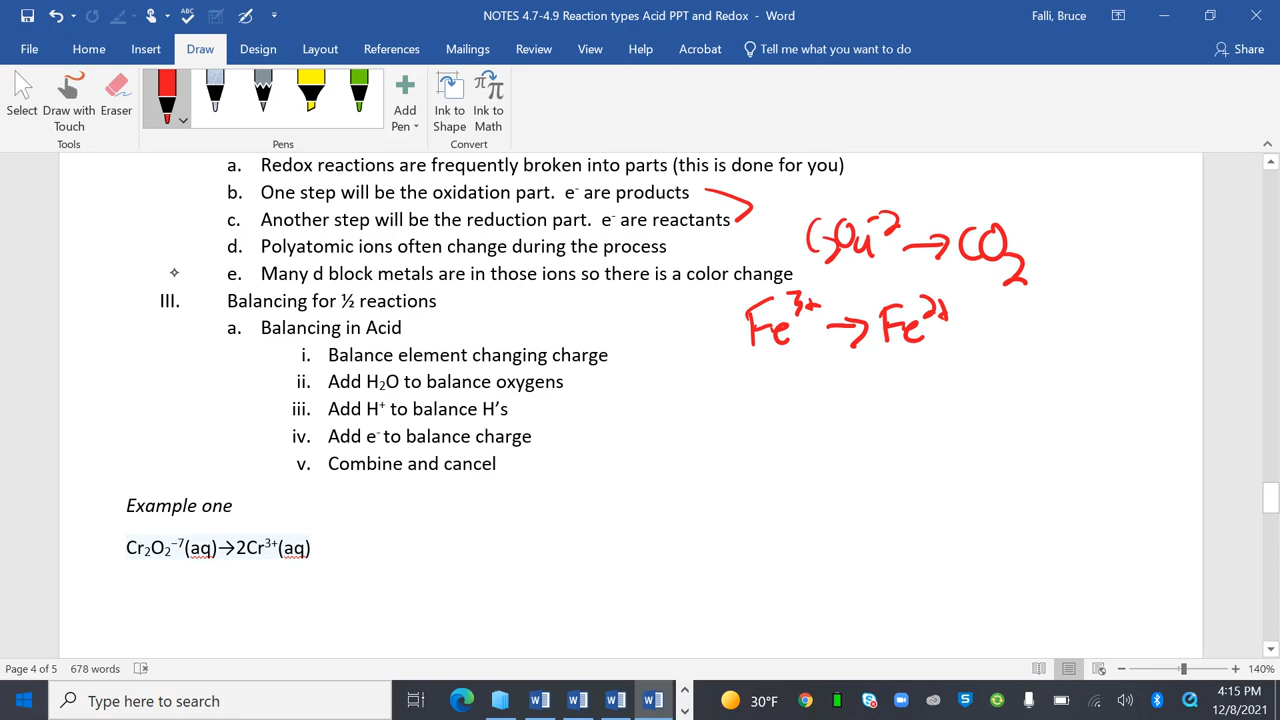 NOTES 4.7-4.9 Reaction types Acid PPT and Redox - Word
Falli, Bruce
File Home Insert Draw Design Layout References Mailings Review View Help Acrobat Tell me what you want to do Share
Select Draw with Touch Eraser Add Pen Ink to Shape Ink to Math
Tools Pens Convert
a. Redox reactions are frequently broken into parts (this is done for you)
b. One step will be the oxidation part. e⁻ are products
c. Another step will be the reduction part. e⁻ are reactants
C₂O₄⁻² → CO₂
d. Polyatomic ions often change during the process
e. Many d block metals are in those ions so there is a color change
III. Balancing for ½ reactions
Fe³⁺ → Fe²⁺
a. Balancing in Acid
i. Balance element changing charge
ii. Add H₂O to balance oxygens
iii. Add H⁺ to balance H's
iv. Add e⁻ to balance charge
v. Combine and cancel
Example one
Cr₂O₂⁻⁷(aq)→2Cr³⁺(aq)
Page 4 of 5 678 words 140%
Type here to search 30°F 4:15 PM
12/8/2021